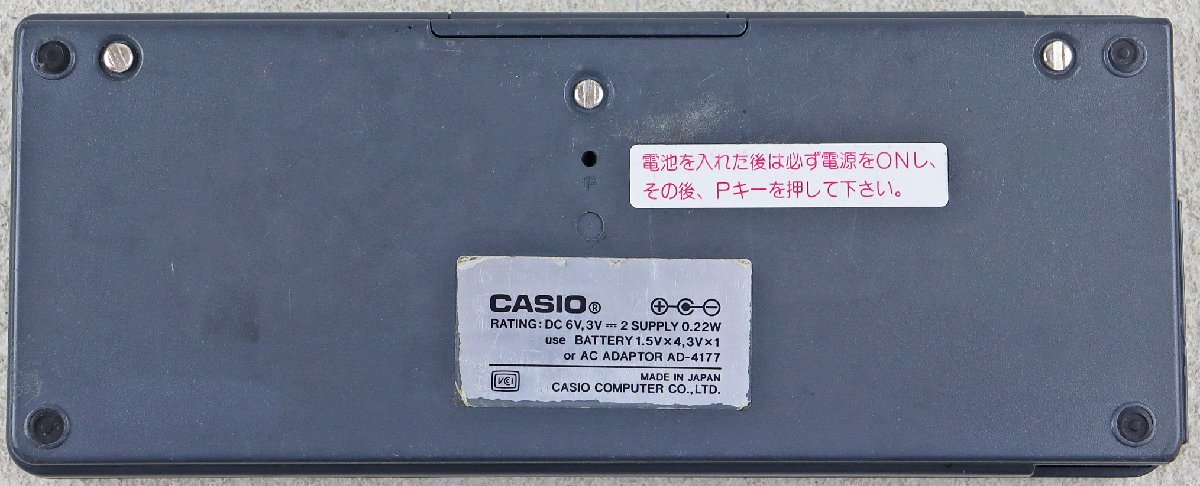 電池を入れた後は必ず電源をONし、
その後、Pキーを押して下さい。
P
CASIO®
RATING: DC 6V, 3V ⎓ 2 SUPPLY 0.22W
use BATTERY 1.5V×4, 3V×1
or AC ADAPTOR AD-4177
VCI
MADE IN JAPAN
CASIO COMPUTER CO., LTD.